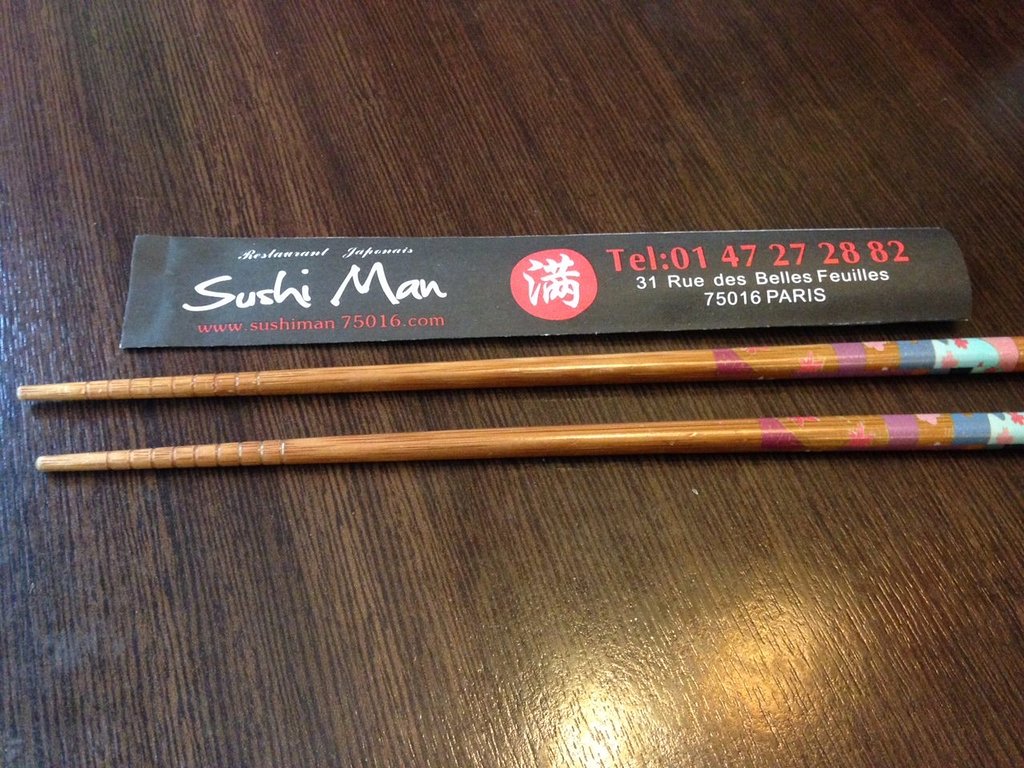 Restaurant Japonais
Sushi Man
www.sushiman75016.com
満
Tel:01 47 27 28 82
31 Rue des Belles Feuilles
75016 PARIS